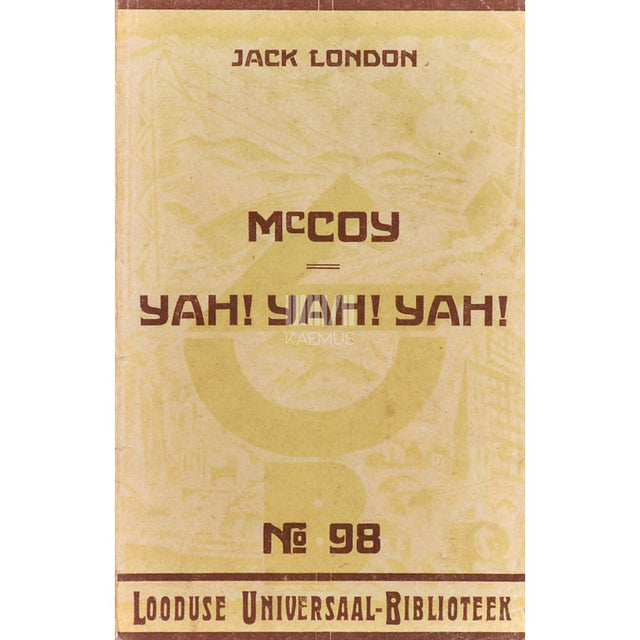 JACK LONDON
McCOY
YAH! YAH! YAH!
KAEMUS
№ 98
LOODUSE UNIVERSAAL-BIBLIOTEEK